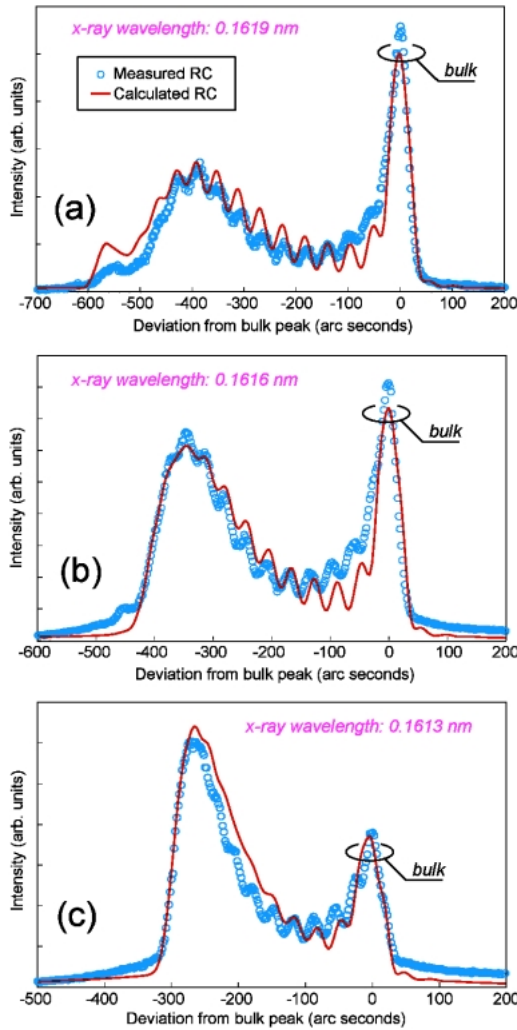 x-ray wavelength: 0.1619 nm
Measured RC
Calculated RC
bulk
Intensity (arb. units)
(a)
-700 -600 -500 -400 -300 -200 -100 0 100 200
Deviation from bulk peak (arc seconds)
x-ray wavelength: 0.1616 nm
bulk
Intensity (arb. units)
(b)
-600 -500 -400 -300 -200 -100 0 100 200
Deviation from bulk peak (arc seconds)
x-ray wavelength: 0.1613 nm
bulk
Intensity (arb. units)
(c)
-500 -400 -300 -200 -100 0 100 200
Deviation from bulk peak (arc seconds)